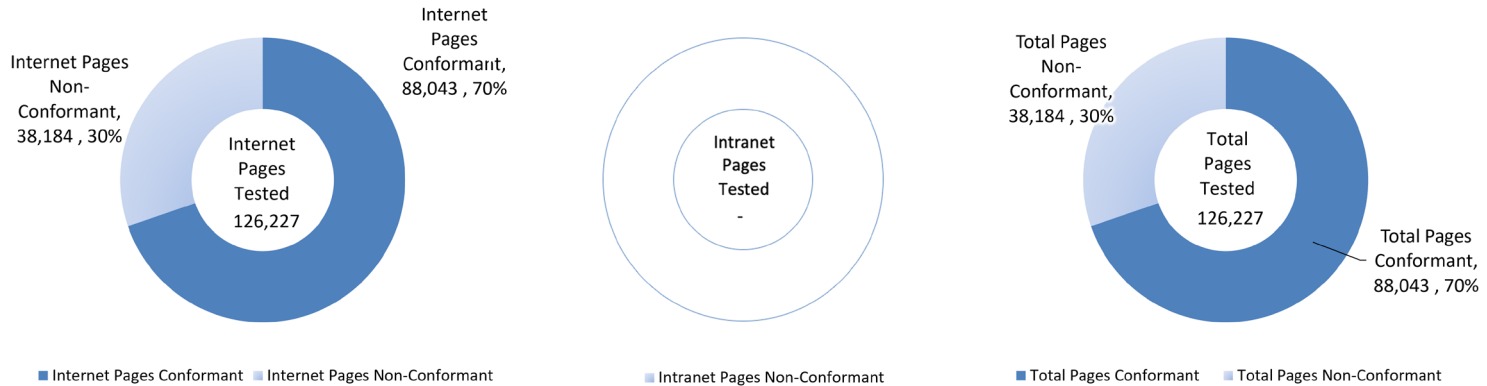 Internet
Pages
Conformant,
88,043 , 70%
Internet Pages
Non-
Conformant,
38,184 , 30%
Internet
Pages
Tested
126,227
Internet Pages Conformant Internet Pages Non-Conformant
Intranet
Pages
Tested
-
Intranet Pages Non-Conformant
Total Pages
Non-
Conformant,
38,184 , 30%
Total
Pages
Tested
126,227
Total Pages
Conformant,
88,043 , 70%
Total Pages Conformant Total Pages Non-Conformant